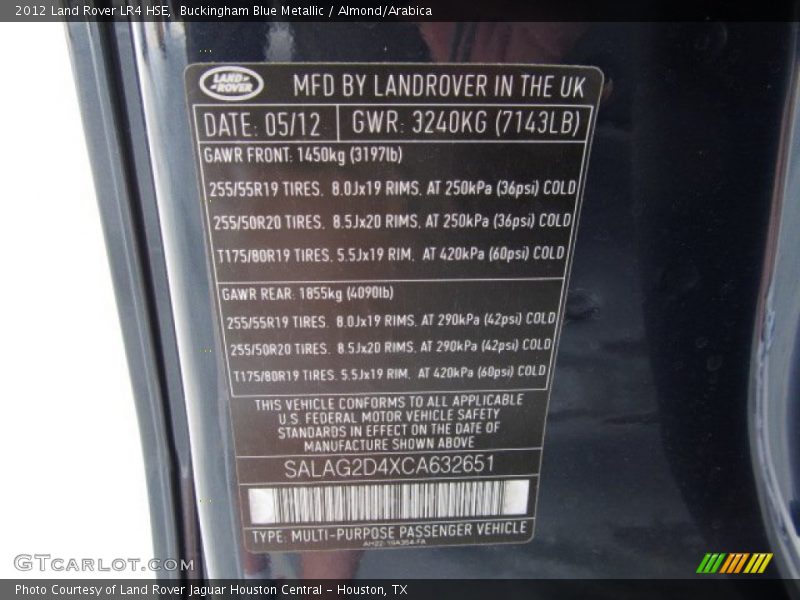 2012 Land Rover LR4 HSE,  Buckingham Blue Metallic / Almond/Arabica
LAND-
-ROVER
MFD BY LANDROVER IN THE UK
DATE: 05/12
GWR: 3240KG (7143LB)
GAWR FRONT: 1450kg (3197lb)
255/55R19 TIRES, 8.0Jx19 RIMS, AT 250kPa (36psi) COLD
255/50R20 TIRES, 8.5Jx20 RIMS, AT 250kPa (36psi) COLD
T175/80R19 TIRES, 5.5Jx19 RIM, AT 420kPa (60psi) COLD
GAWR REAR: 1855kg (4090lb)
255/55R19 TIRES, 8.0Jx19 RIMS, AT 290kPa (42psi) COLD
255/50R20 TIRES, 8.5Jx20 RIMS, AT 290kPa (42psi) COLD
T175/80R19 TIRES, 5.5Jx19 RIM, AT 420kPa (60psi) COLD
THIS VEHICLE CONFORMS TO ALL APPLICABLE
U.S. FEDERAL MOTOR VEHICLE SAFETY
STANDARDS IN EFFECT ON THE DATE OF
MANUFACTURE SHOWN ABOVE
SALAG2D4XCA632651
TYPE: MULTI-PURPOSE PASSENGER VEHICLE
GTcarlot.com
Photo Courtesy of Land Rover Jaguar Houston Central - Houston, TX